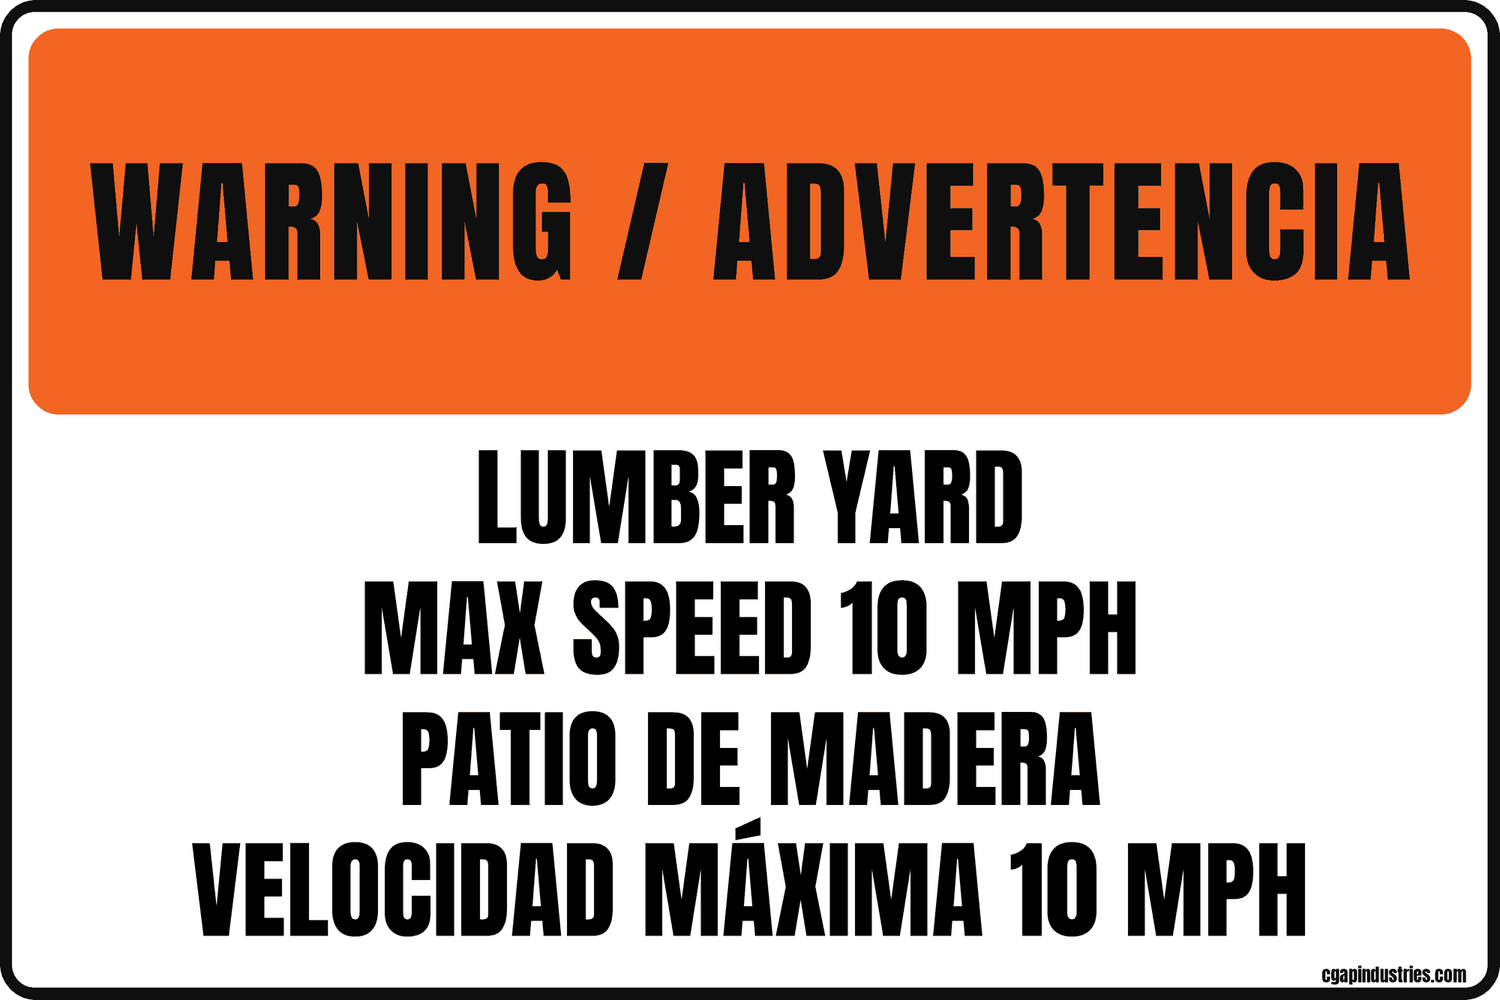 WARNING / ADVERTENCIA
LUMBER YARD
MAX SPEED 10 MPH
PATIO DE MADERA
VELOCIDAD MÁXIMA 10 MPH
cgapindustries.com